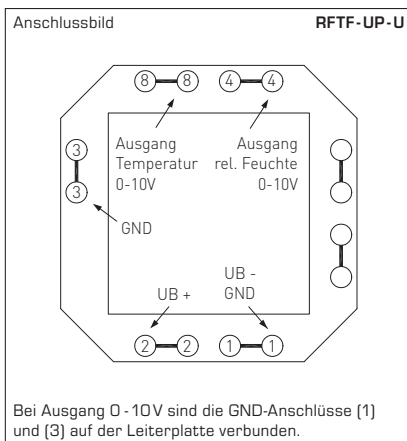 Anschlussbild RFTF-UP-U
8 8 4 4
Ausgang Temperatur 0-10V
Ausgang rel. Feuchte 0-10V
3
3
GND
UB +
UB - GND
2 2 1 1
Bei Ausgang 0-10V sind die GND-Anschlüsse (1)
und (3) auf der Leiterplatte verbunden.